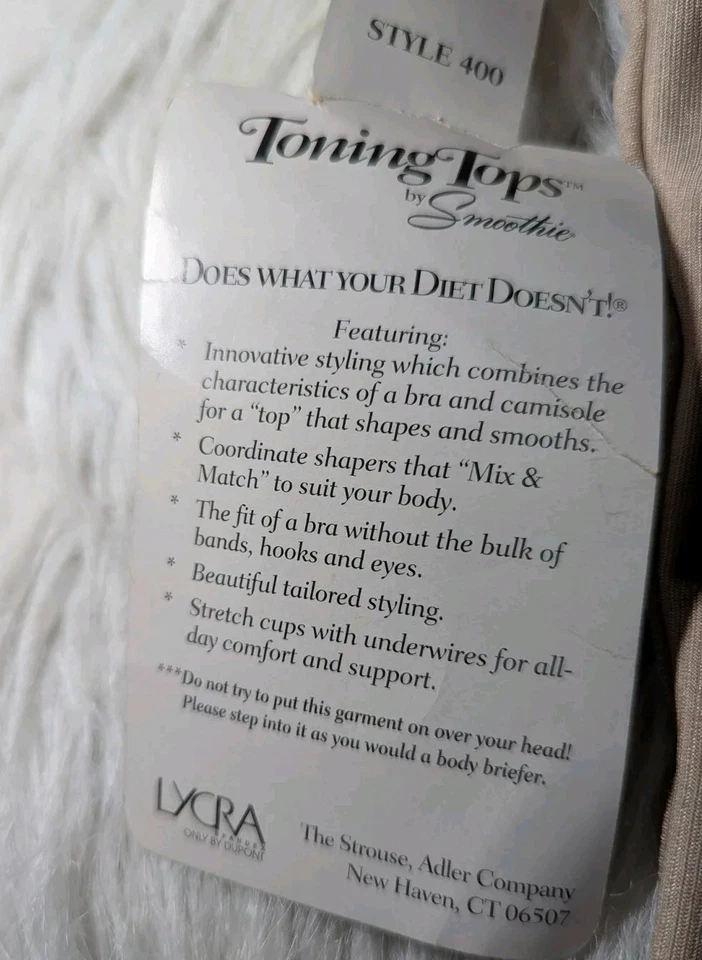 STYLE 400
Toning Tops™
by Smoothie
DOES WHAT YOUR DIET DOESN'T!®
Featuring:
* Innovative styling which combines the
characteristics of a bra and camisole
for a "top" that shapes and smooths.
* Coordinate shapers that "Mix &
Match" to suit your body.
* The fit of a bra without the bulk of
bands, hooks and eyes.
* Beautiful tailored styling.
* Stretch cups with underwires for all-
day comfort and support.
***Do not try to put this garment on over your head!
Please step into it as you would a body briefer.
LYCRA
ONLY BY DUPONT
The Strouse, Adler Company
New Haven, CT 06507